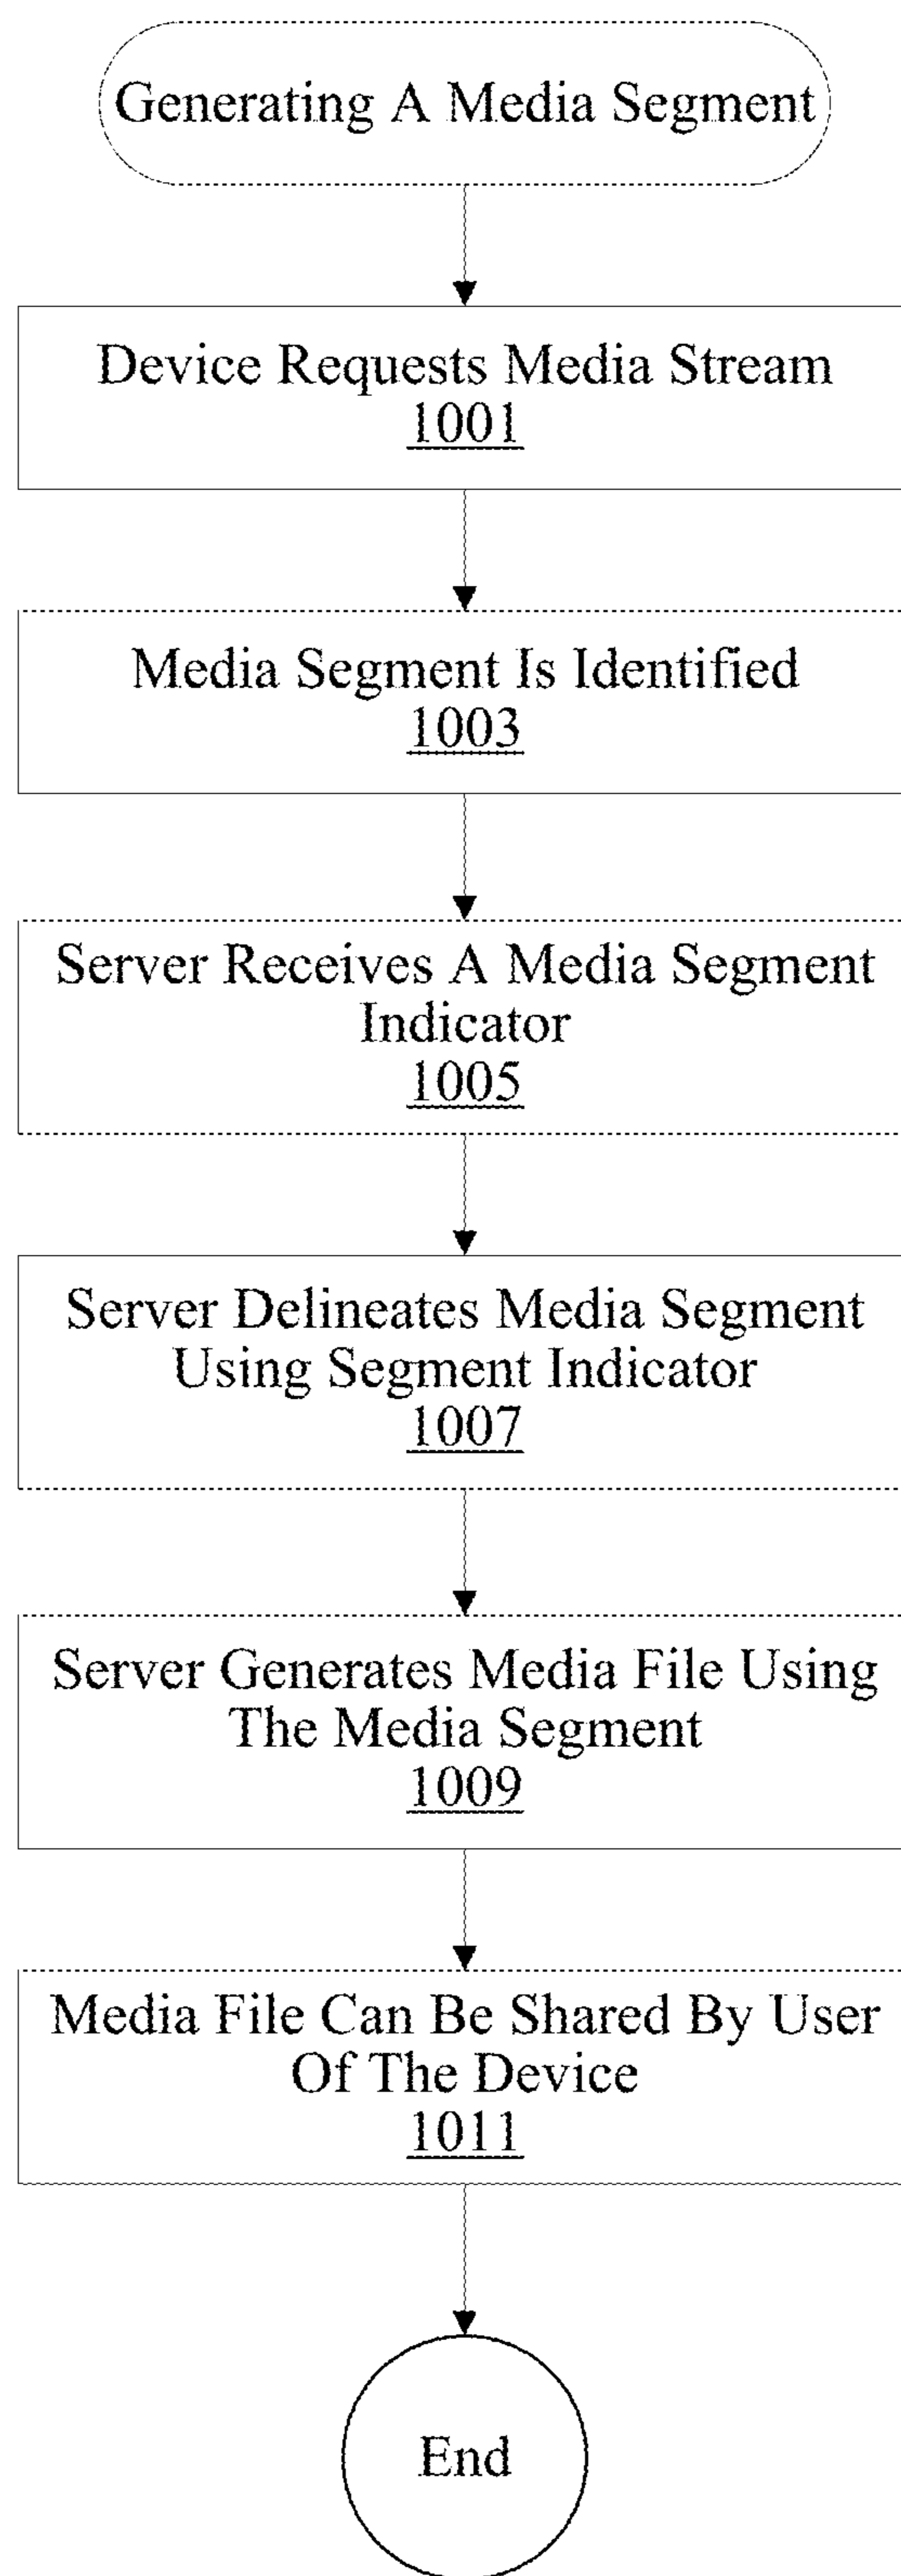 Generating A Media Segment
Device Requests Media Stream
1001
Media Segment Is Identified
1003
Server Receives A Media Segment
Indicator
1005
Server Delineates Media Segment
Using Segment Indicator
1007
Server Generates Media File Using
The Media Segment
1009
Media File Can Be Shared By User
Of The Device
1011
End